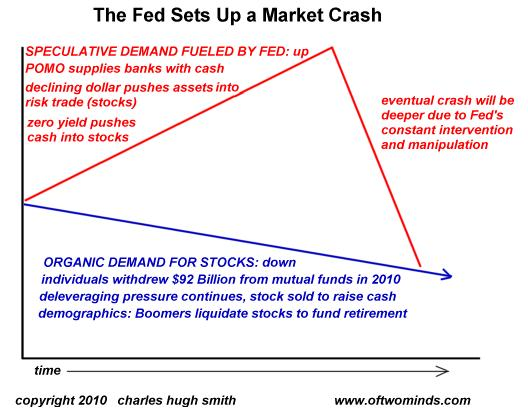 The Fed Sets Up a Market Crash
SPECULATIVE DEMAND FUELED BY FED: up
POMO supplies banks with cash
declining dollar pushes assets into
risk trade (stocks)
zero yield pushes
cash into stocks
eventual crash will be
deeper due to Fed's
constant intervention
and manipulation
ORGANIC DEMAND FOR STOCKS: down
individuals withdrew $92 Billion from mutual funds in 2010
deleveraging pressure continues, stock sold to raise cash
demographics: Boomers liquidate stocks to fund retirement
time
copyright 2010 charles hugh smith
www.oftwominds.com